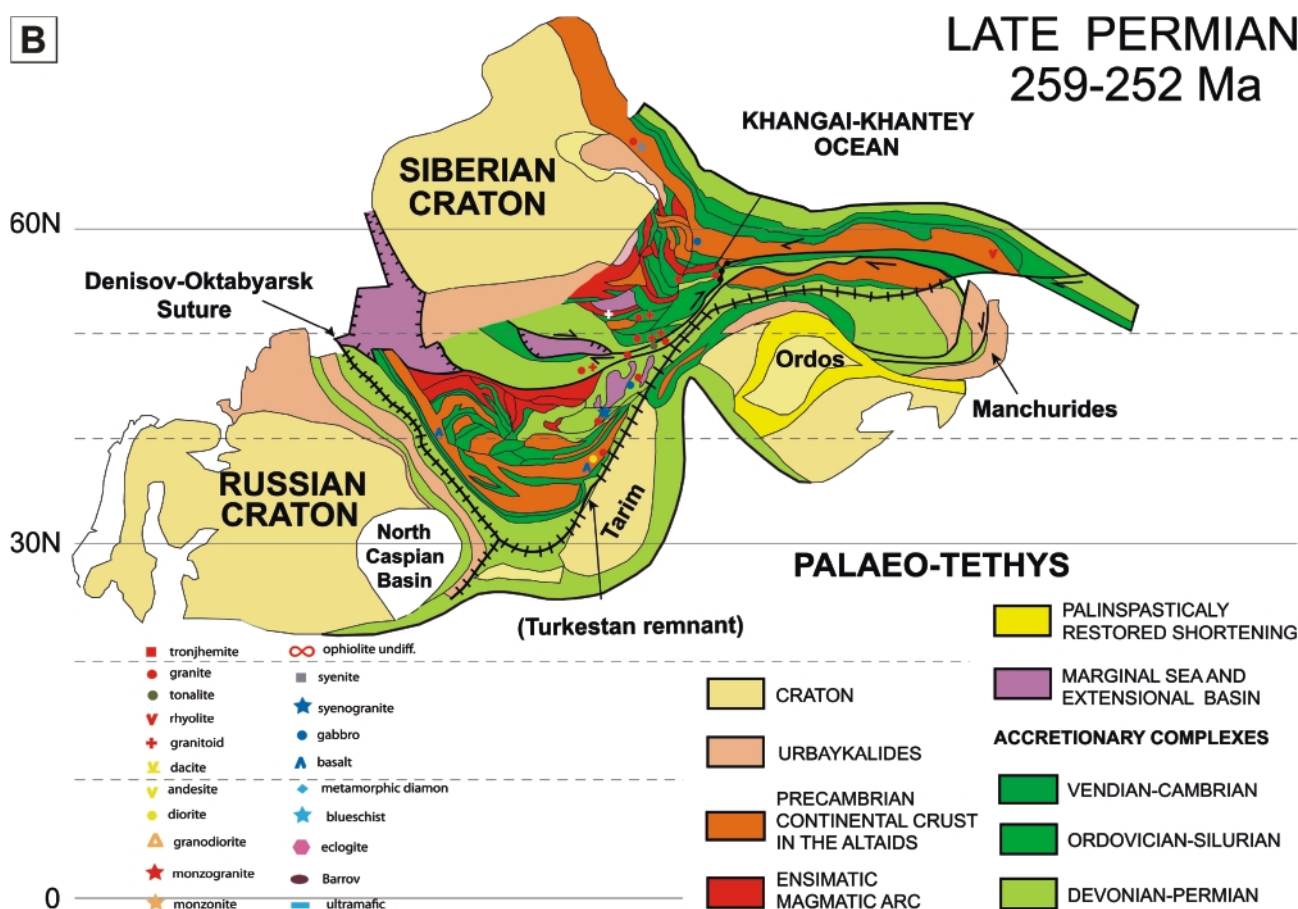 B
LATE PERMIAN
259-252 Ma
KHANGAI-KHANTEY
OCEAN
SIBERIAN
CRATON
60N
Denisov-Oktabyarsk
Suture
Ordos
Manchurides
RUSSIAN
CRATON
Tarim
North
Caspian
Basin
30N
PALAEO-TETHYS
(Turkestan remnant)
tronjhemite
granite
tonalite
rhyolite
granitoid
dacite
andesite
diorite
granodiorite
monzogranite
monzonite
ophiolite undiff.
syenite
syenogranite
gabbro
basalt
metamorphic diamon
blueschist
eclogite
Barrov
ultramafic
CRATON
URBAYKALIDES
PRECAMBRIAN
CONTINENTAL CRUST
IN THE ALTAIDS
ENSIMATIC
MAGMATIC ARC
PALINSPASTICALY
RESTORED SHORTENING
MARGINAL SEA AND
EXTENSIONAL BASIN
ACCRETIONARY COMPLEXES
VENDIAN-CAMBRIAN
ORDOVICIAN-SILURIAN
DEVONIAN-PERMIAN
0